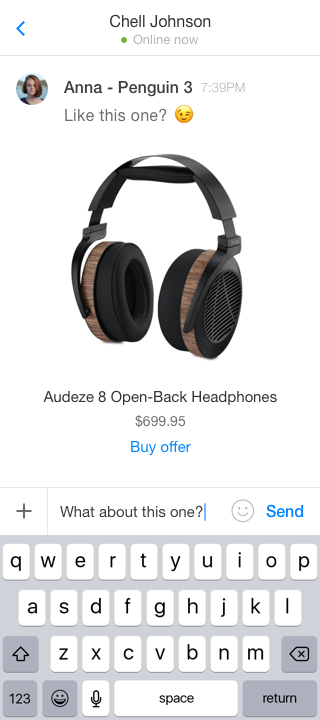 Chell Johnson
Online now
Anna - Penguin 3 7:39PM
Like this one? 😉
Audeze 8 Open-Back Headphones
$699.95
Buy offer
What about this one? Send
q w e r t y u i o p
a s d f g h j k l
z x c v b n m
123 space return